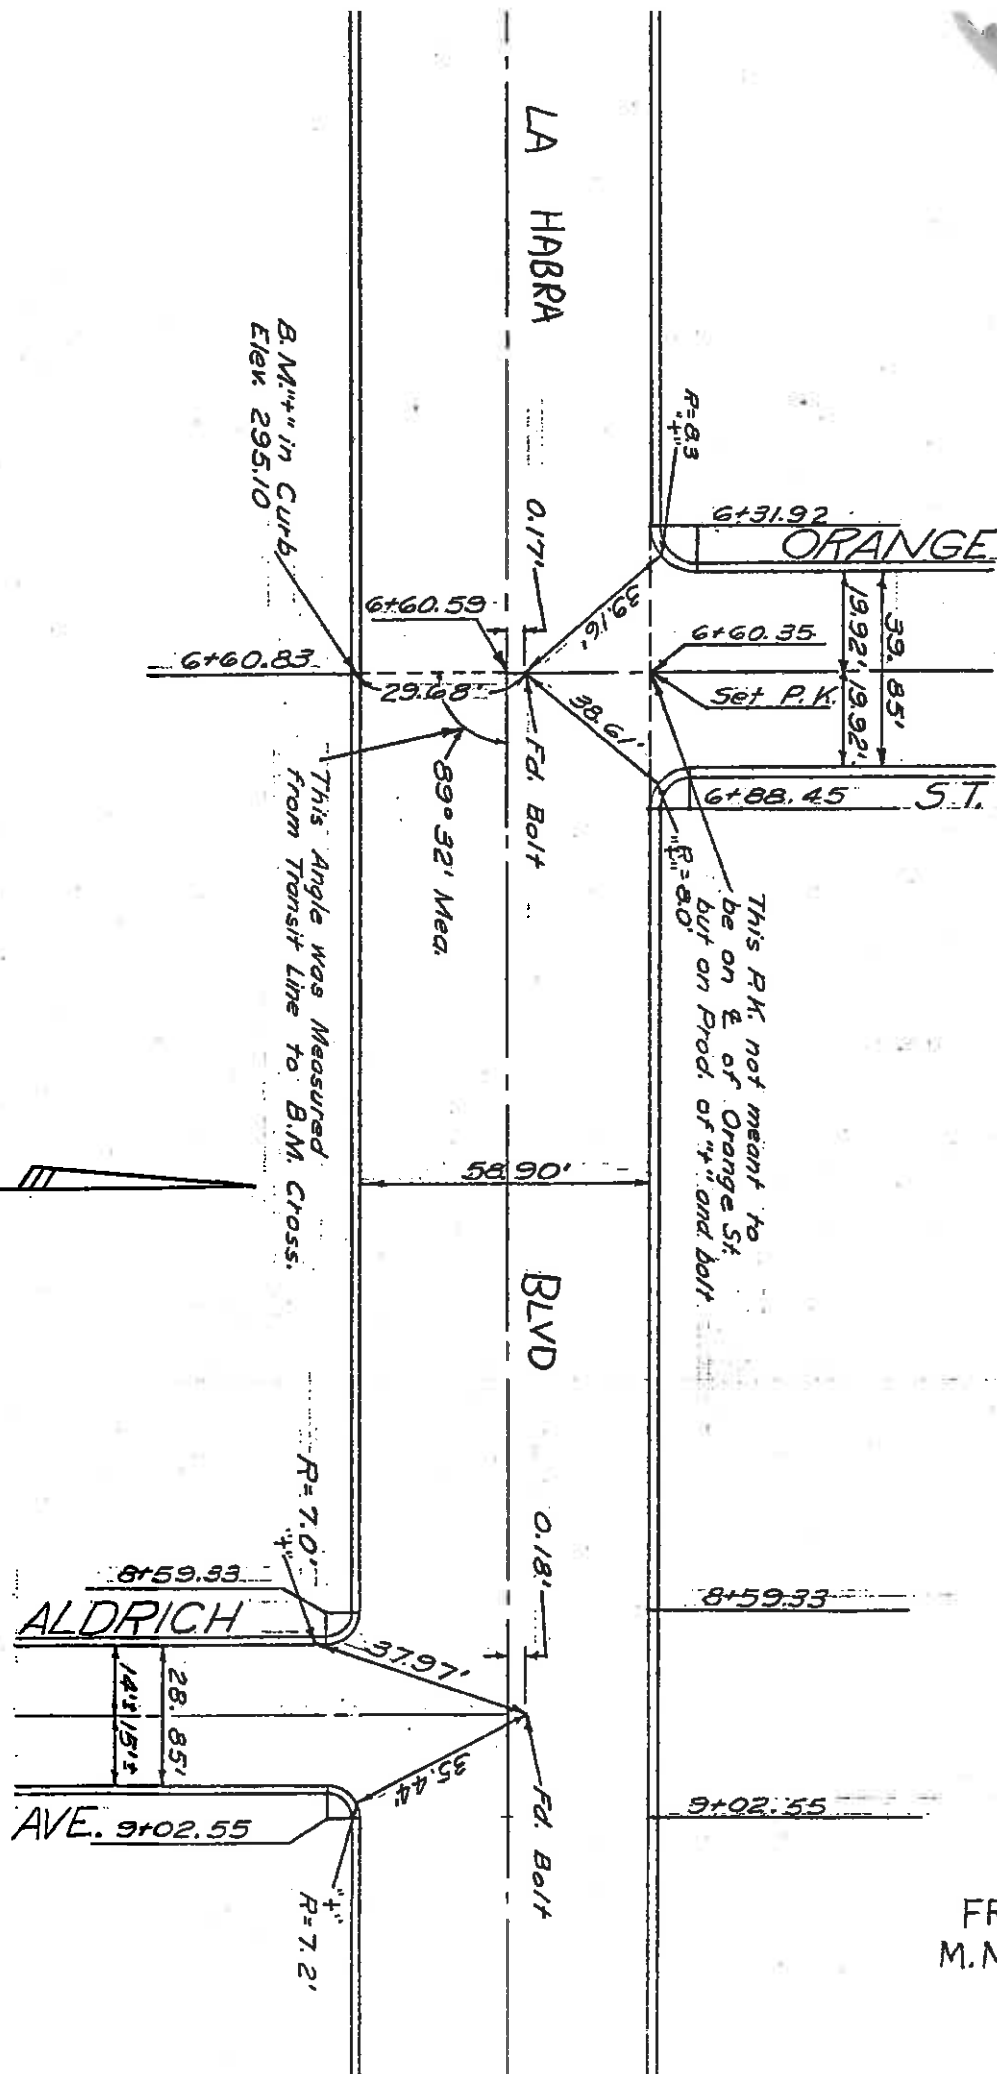 LA HABRA
BLVD
B.M. "+" in Curb
Elev. 295.10
R=8.3
"+"
0.17'
6+31.92
ORANGE
39.16'
6+60.59
6+60.35
19.92'
19.92'
39.85'
6+60.83
29.68'
Set P.K.
38.61'
Fd. Bolt
89°32' Mea.
6+88.45
ST.
R=8.0'
This Angle was Measured
from Transit Line to B.M. Cross.
This P.K. not meant to
be on ℄ of Orange St.
but on Prod. of "+" and bolt
58.90'
R=7.0'
"+"
0.18'
8+59.33
8+59.33
ALDRICH
37.97'
14'±
15'±
28.85'
35.44'
Fd. Bolt
AVE.
9+02.55
9+02.55
"+"
R=7.2'
FR
M.N